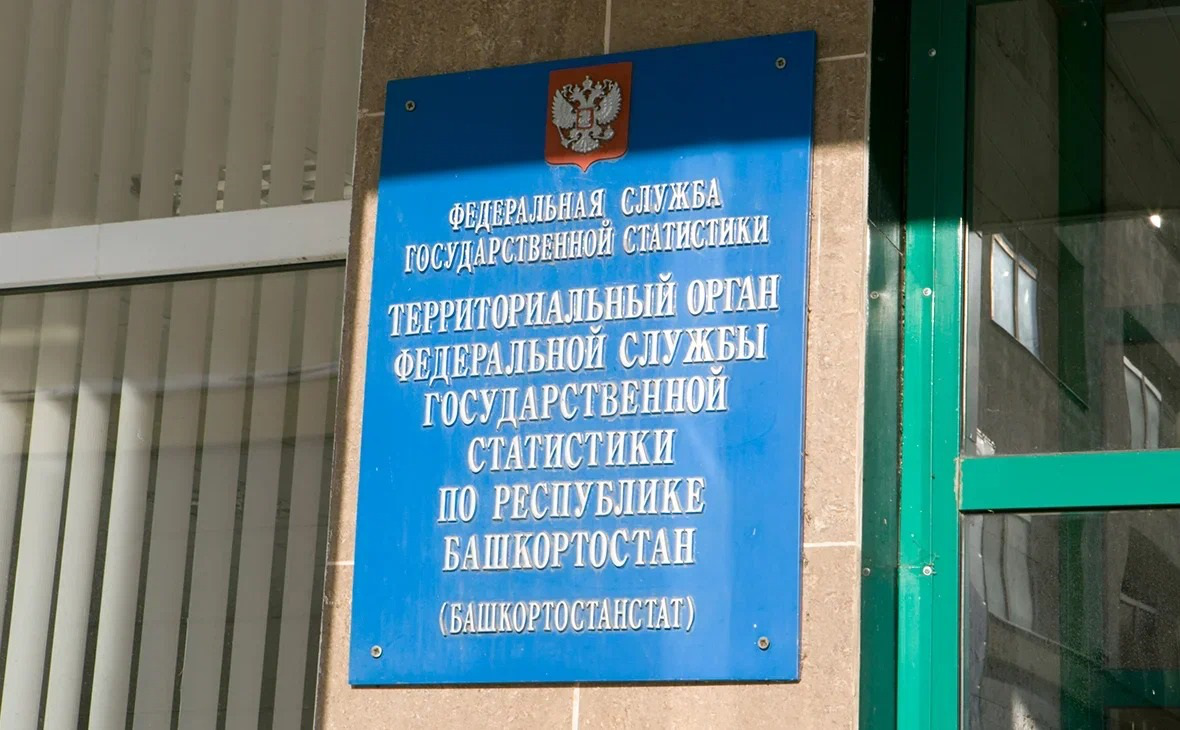 ФЕДЕРАЛЬНАЯ СЛУЖБА
ГОСУДАРСТВЕННОЙ СТАТИСТИКИ
ТЕРРИТОРИАЛЬНЫЙ ОРГАН
ФЕДЕРАЛЬНОЙ СЛУЖБЫ
ГОСУДАРСТВЕННОЙ
СТАТИСТИКИ
ПО РЕСПУБЛИКЕ
БАШКОРТОСТАН
(БАШКОРТОСТАНСТАТ)